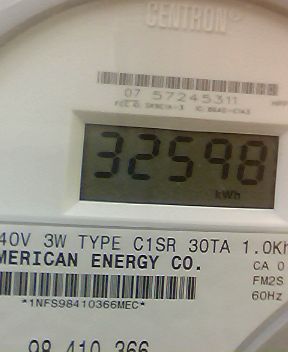 CENTRON®
07 57245311
32598
kWh
40V 3W TYPE C1SR 30TA 1.0Kh
MERICAN ENERGY CO.
CA 0
FM2S
60Hz
*1NFS98410366MEC*
98 410 366